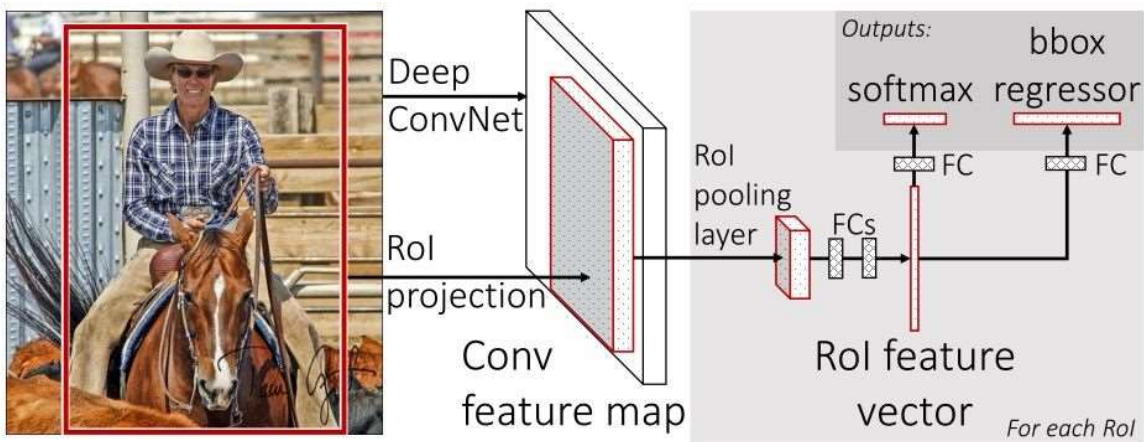 Deep
ConvNet
RoI
projection
Conv
feature map
RoI
pooling
layer
FCs
RoI feature
vector
For each RoI
Outputs:
softmax
bbox
regressor
FC
FC